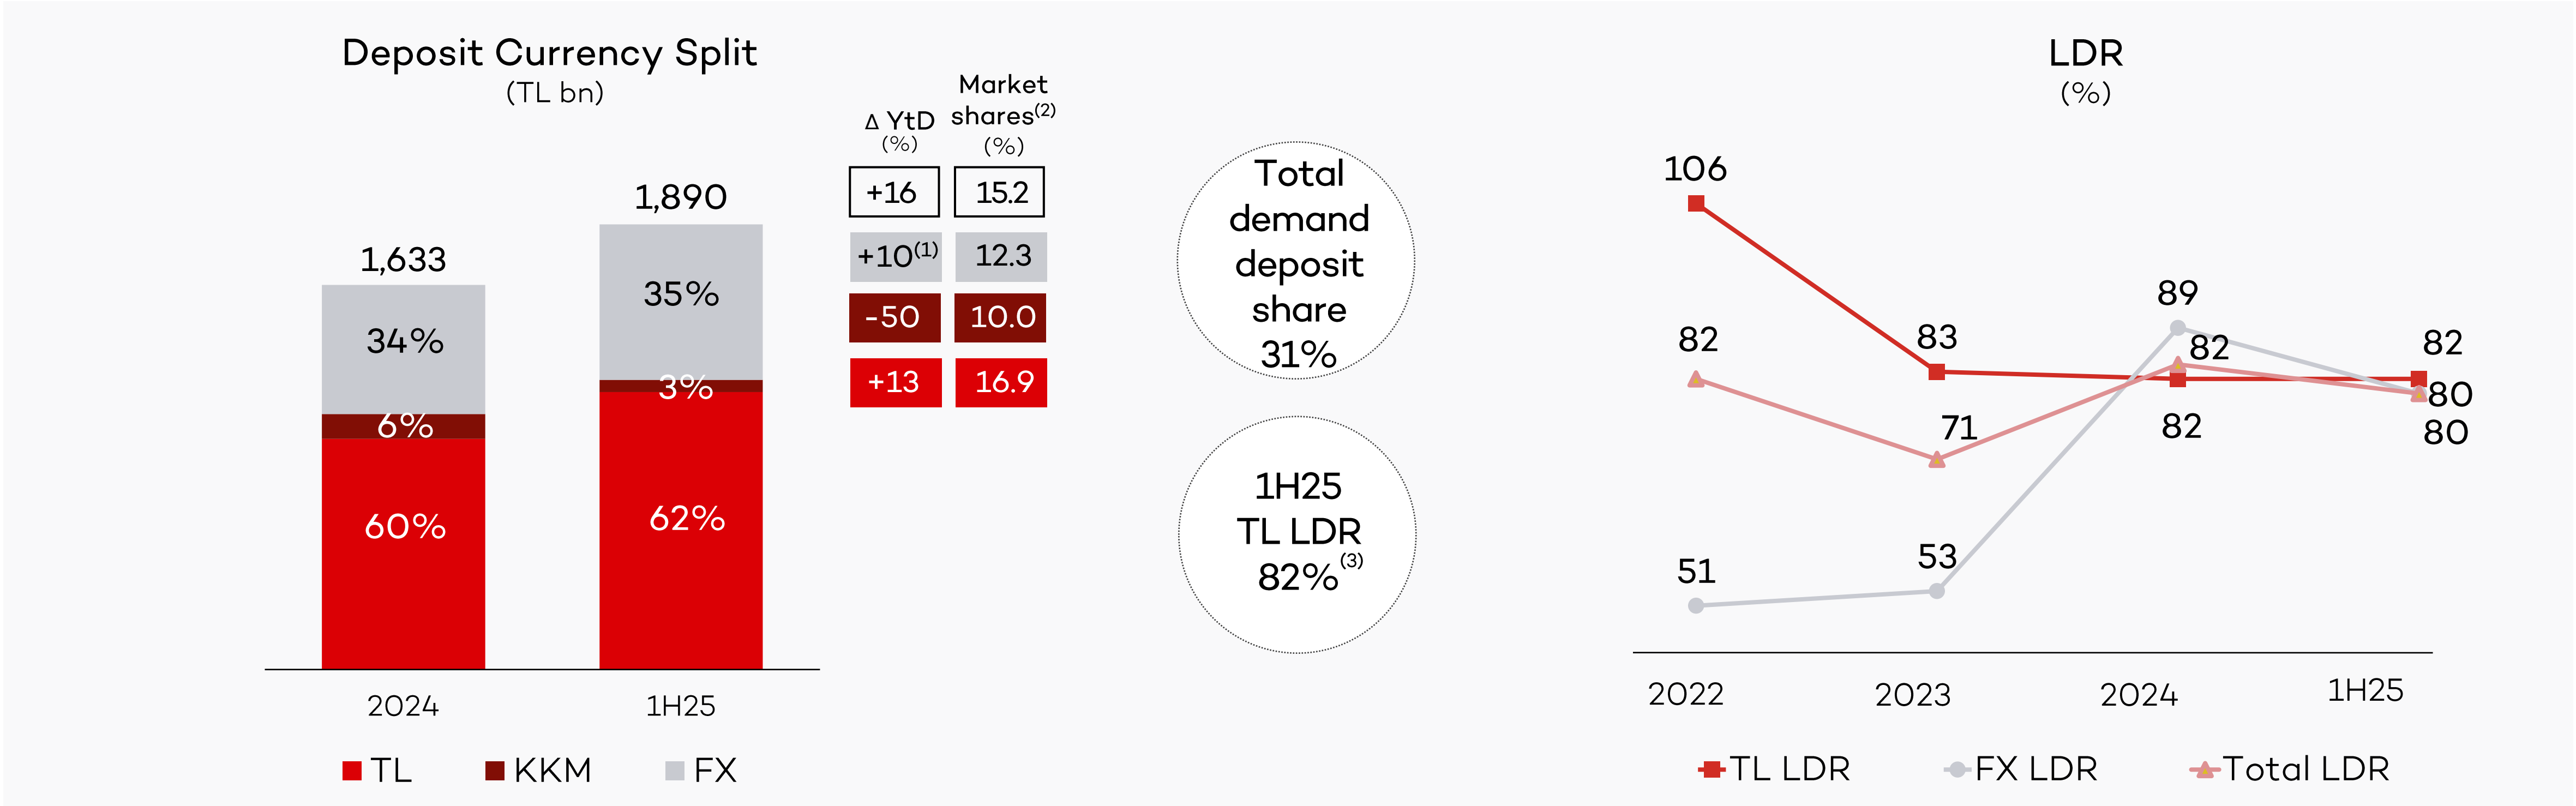 Deposit Currency Split
(TL bn)
Δ YtD
(%)
Market
shares(2)
(%)
+16
15.2
+10(1)
12.3
-50
10.0
+13
16.9
1,633
34%
6%
60%
1,890
35%
3%
62%
2024
1H25
TL
KKM
FX
Total
demand
deposit
share
31%
1H25
TL LDR
82%(3)
LDR
(%)
106
83
82
82
82
71
82
51
53
89
80
80
2022
2023
2024
1H25
TL LDR
FX LDR
Total LDR